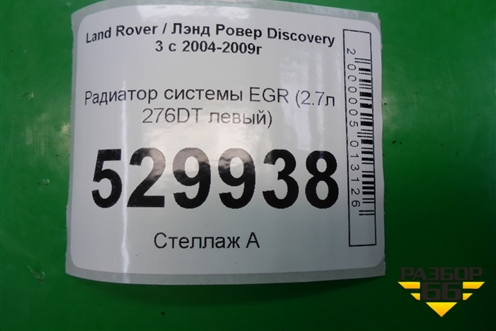 Land Rover / Лэнд Ровер Discovery
3 с 2004-2009г
Радиатор системы EGR (2.7л
276DT левый)
529938
Стеллаж А
2000005013126
РАЗБОР
66